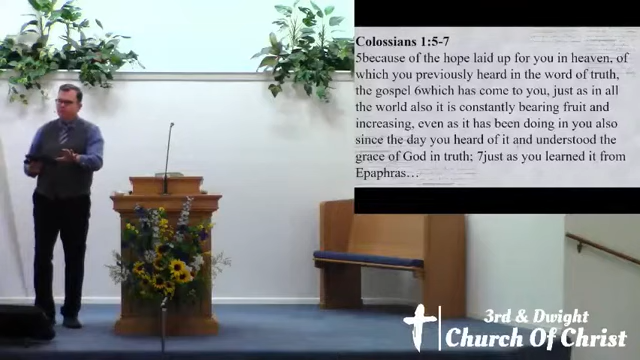 Colossians 1:5-7
5because of the hope laid up for you in heaven, of
which you previously heard in the word of truth,
the gospel 6which has come to you, just as in all
the world also it is constantly bearing fruit and
increasing, even as it has been doing in you also
since the day you heard of it and understood the
grace of God in truth; 7just as you learned it from
Epaphras…
3rd & Dwight
Church Of Christ